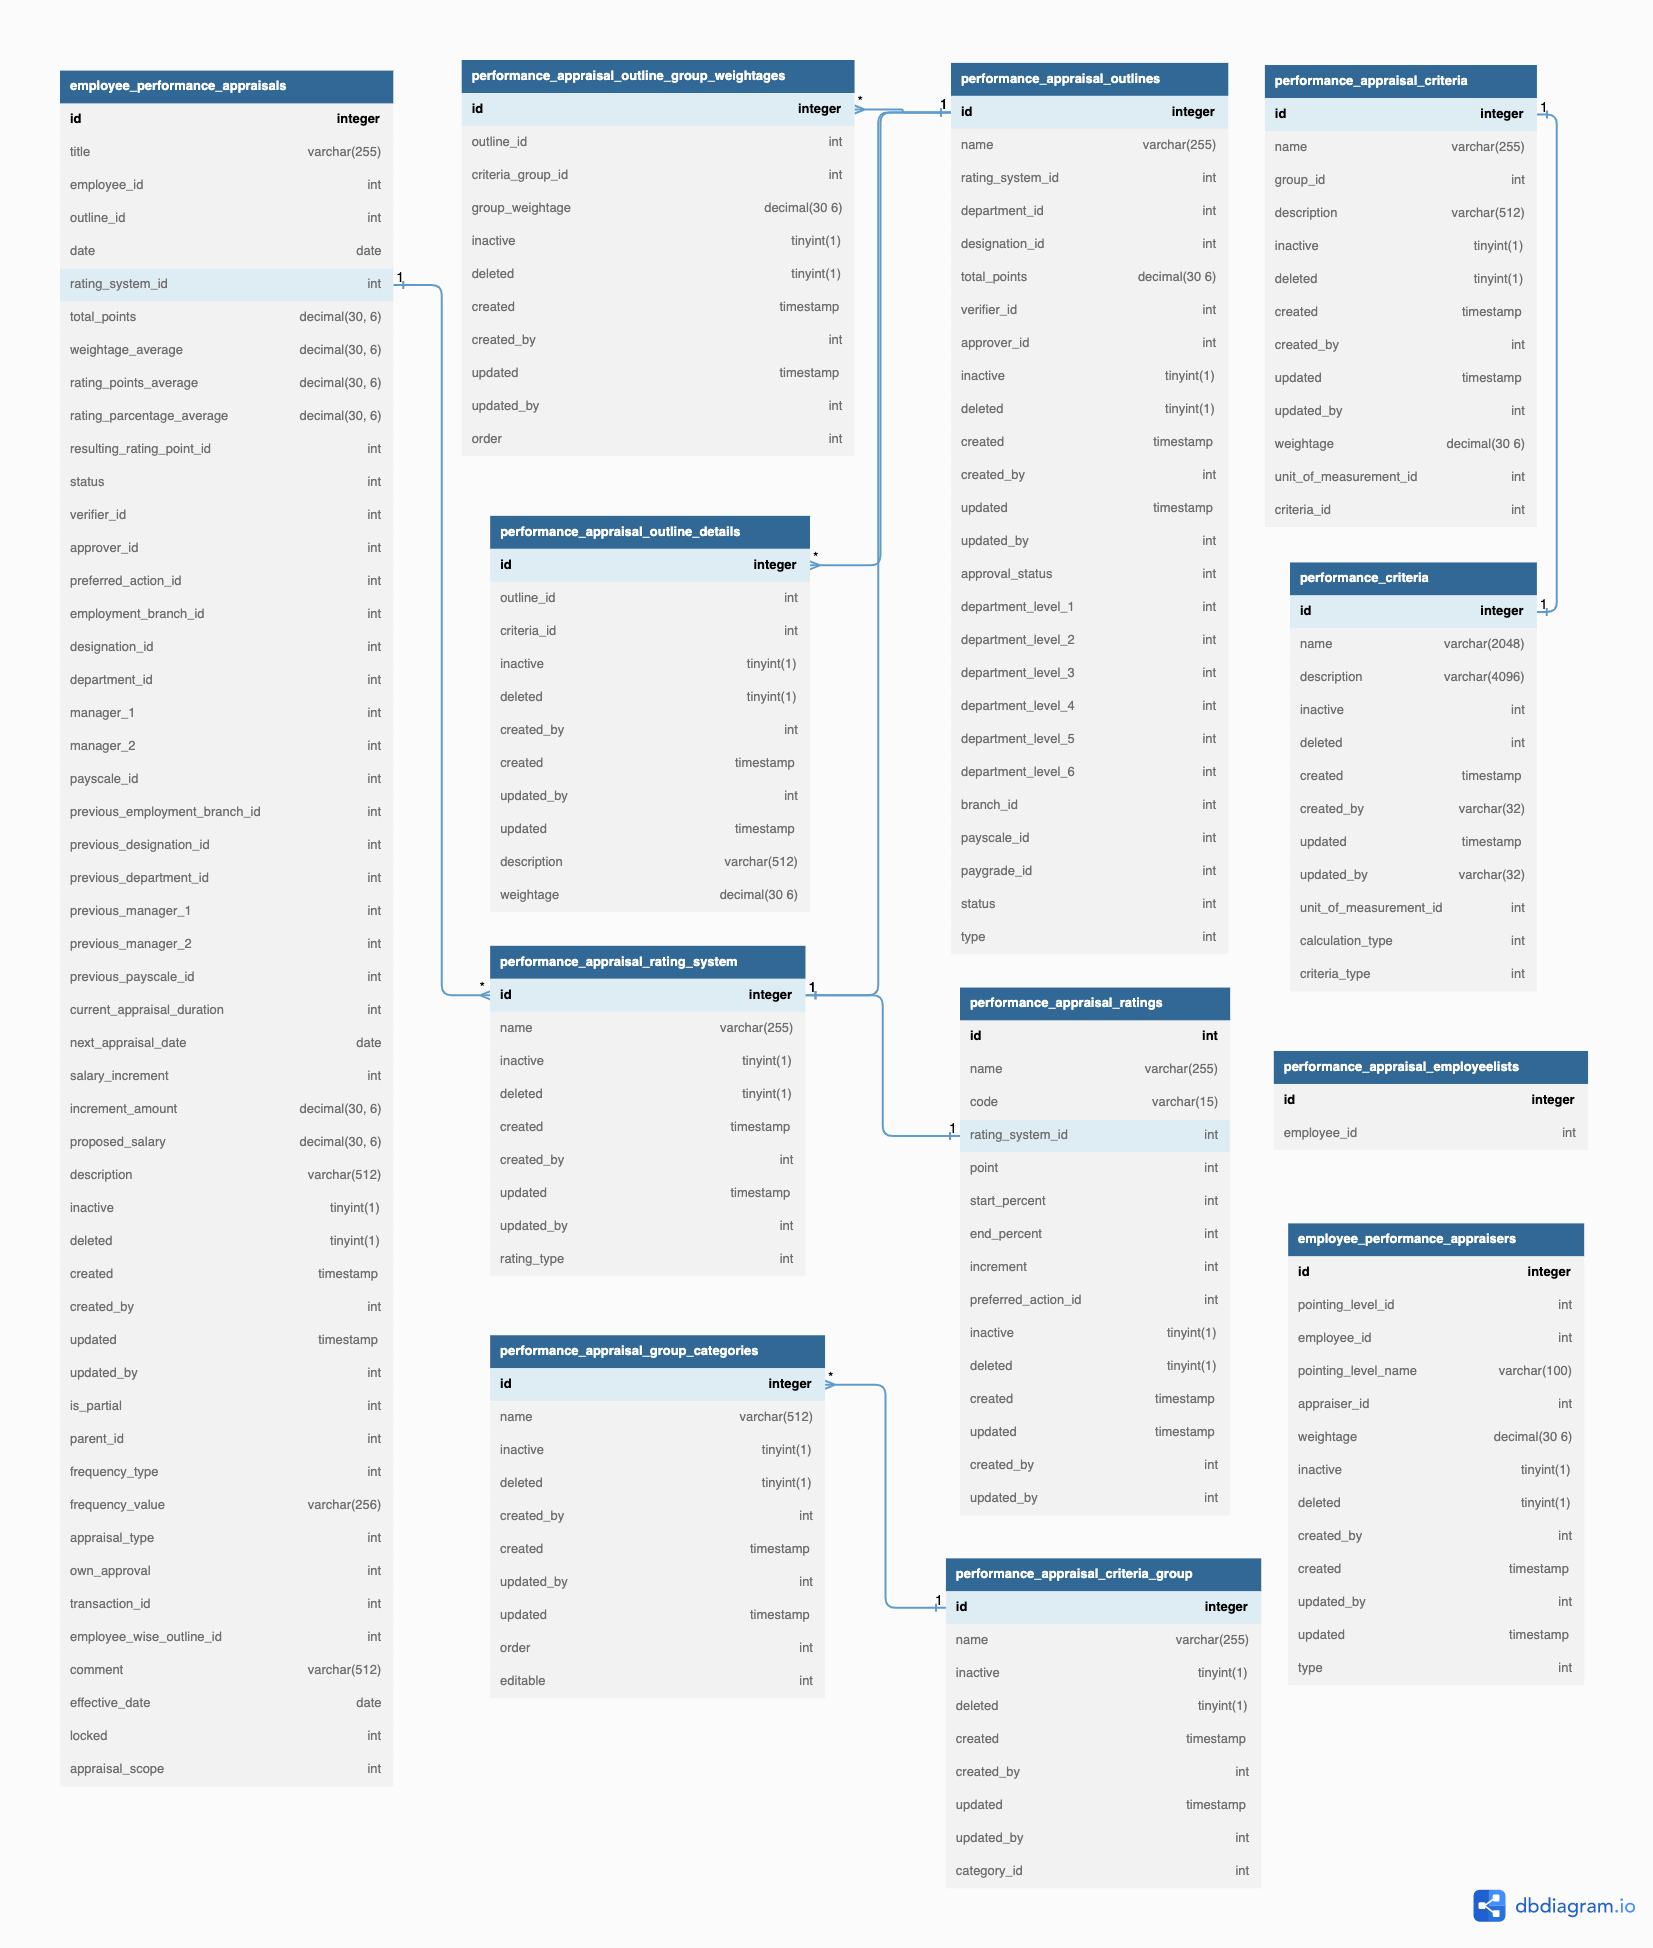 employee_performance_appraisals
id integer
title varchar(255)
employee_id int
outline_id int
date date
rating_system_id int
total_points decimal(30, 6)
weightage_average decimal(30, 6)
rating_points_average decimal(30, 6)
rating_parcentage_average decimal(30, 6)
resulting_rating_point_id int
status int
verifier_id int
approver_id int
preferred_action_id int
employment_branch_id int
designation_id int
department_id int
manager_1 int
manager_2 int
payscale_id int
previous_employment_branch_id int
previous_designation_id int
previous_department_id int
previous_manager_1 int
previous_manager_2 int
previous_payscale_id int
current_appraisal_duration int
next_appraisal_date date
salary_increment int
increment_amount decimal(30, 6)
proposed_salary decimal(30, 6)
description varchar(512)
inactive tinyint(1)
deleted tinyint(1)
created timestamp
created_by int
updated timestamp
updated_by int
is_partial int
parent_id int
frequency_type int
frequency_value varchar(256)
appraisal_type int
own_approval int
transaction_id int
employee_wise_outline_id int
comment varchar(512)
effective_date date
locked int
appraisal_scope int
1
performance_appraisal_outline_group_weightages
id integer
outline_id int
criteria_group_id int
group_weightage decimal(30 6)
inactive tinyint(1)
deleted tinyint(1)
created timestamp
created_by int
updated timestamp
updated_by int
order int
*
performance_appraisal_outline_details
id integer
outline_id int
criteria_id int
inactive tinyint(1)
deleted tinyint(1)
created_by int
created timestamp
updated_by int
updated timestamp
description varchar(512)
weightage decimal(30 6)
*
performance_appraisal_rating_system
* id integer 1
name varchar(255)
inactive tinyint(1)
deleted tinyint(1)
created timestamp
created_by int
updated timestamp
updated_by int
rating_type int
performance_appraisal_group_categories
id integer *
name varchar(512)
inactive tinyint(1)
deleted tinyint(1)
created_by int
created timestamp
updated_by int
updated timestamp
order int
editable int
performance_appraisal_outlines
1 id integer
name varchar(255)
rating_system_id int
department_id int
designation_id int
total_points decimal(30 6)
verifier_id int
approver_id int
inactive tinyint(1)
deleted tinyint(1)
created timestamp
created_by int
updated timestamp
updated_by int
approval_status int
department_level_1 int
department_level_2 int
department_level_3 int
department_level_4 int
department_level_5 int
department_level_6 int
branch_id int
payscale_id int
paygrade_id int
status int
type int
performance_appraisal_ratings
id int
name varchar(255)
code varchar(15)
1 rating_system_id int
point int
start_percent int
end_percent int
increment int
preferred_action_id int
inactive tinyint(1)
deleted tinyint(1)
created timestamp
updated timestamp
created_by int
updated_by int
performance_appraisal_criteria_group
1 id integer
name varchar(255)
inactive tinyint(1)
deleted tinyint(1)
created timestamp
created_by int
updated timestamp
updated_by int
category_id int
performance_appraisal_criteria
id integer 1
name varchar(255)
group_id int
description varchar(512)
inactive tinyint(1)
deleted tinyint(1)
created timestamp
created_by int
updated timestamp
updated_by int
weightage decimal(30 6)
unit_of_measurement_id int
criteria_id int
performance_criteria
id integer 1
name varchar(2048)
description varchar(4096)
inactive int
deleted int
created timestamp
created_by varchar(32)
updated timestamp
updated_by varchar(32)
unit_of_measurement_id int
calculation_type int
criteria_type int
performance_appraisal_employeelists
id integer
employee_id int
employee_performance_appraisers
id integer
pointing_level_id int
employee_id int
pointing_level_name varchar(100)
appraiser_id int
weightage decimal(30 6)
inactive tinyint(1)
deleted tinyint(1)
created_by int
created timestamp
updated_by int
updated timestamp
type int
dbdiagram.io